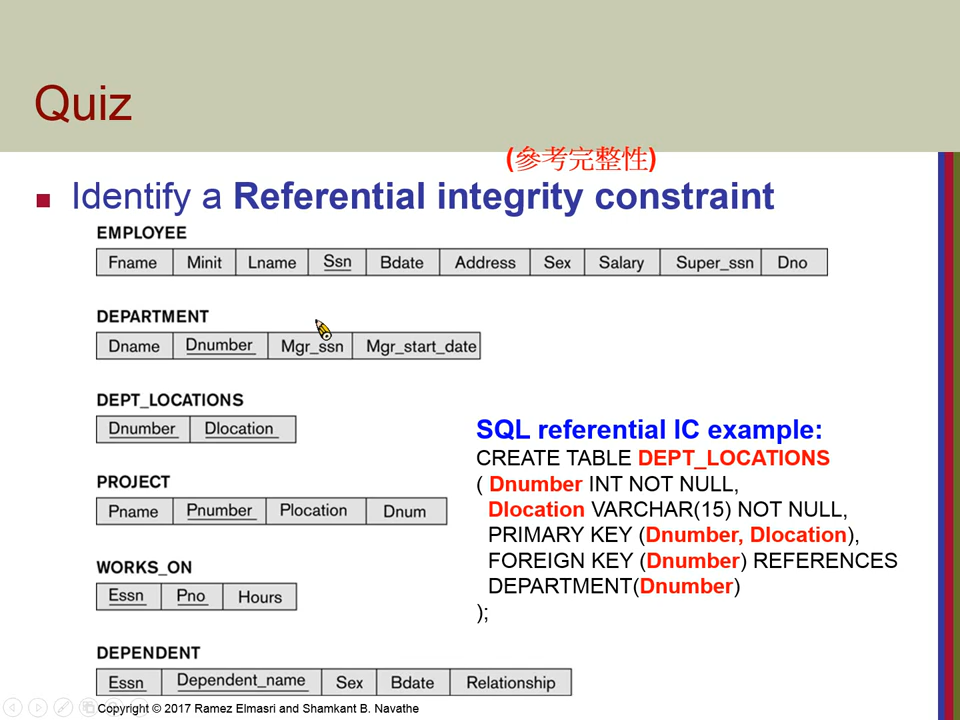 Quiz
(參考完整性)
Identify a Referential integrity constraint
EMPLOYEE
Fname Minit Lname Ssn Bdate Address Sex Salary Super_ssn Dno
DEPARTMENT
Dname Dnumber Mgr_ssn Mgr_start_date
DEPT_LOCATIONS
Dnumber Dlocation
SQL referential IC example:
CREATE TABLE DEPT_LOCATIONS
( Dnumber INT NOT NULL,
Dlocation VARCHAR(15) NOT NULL,
PRIMARY KEY (Dnumber, Dlocation),
FOREIGN KEY (Dnumber) REFERENCES
DEPARTMENT(Dnumber)
);
PROJECT
Pname Pnumber Plocation Dnum
WORKS_ON
Essn Pno Hours
DEPENDENT
Essn Dependent_name Sex Bdate Relationship
Copyright © 2017 Ramez Elmasri and Shamkant B. Navathe